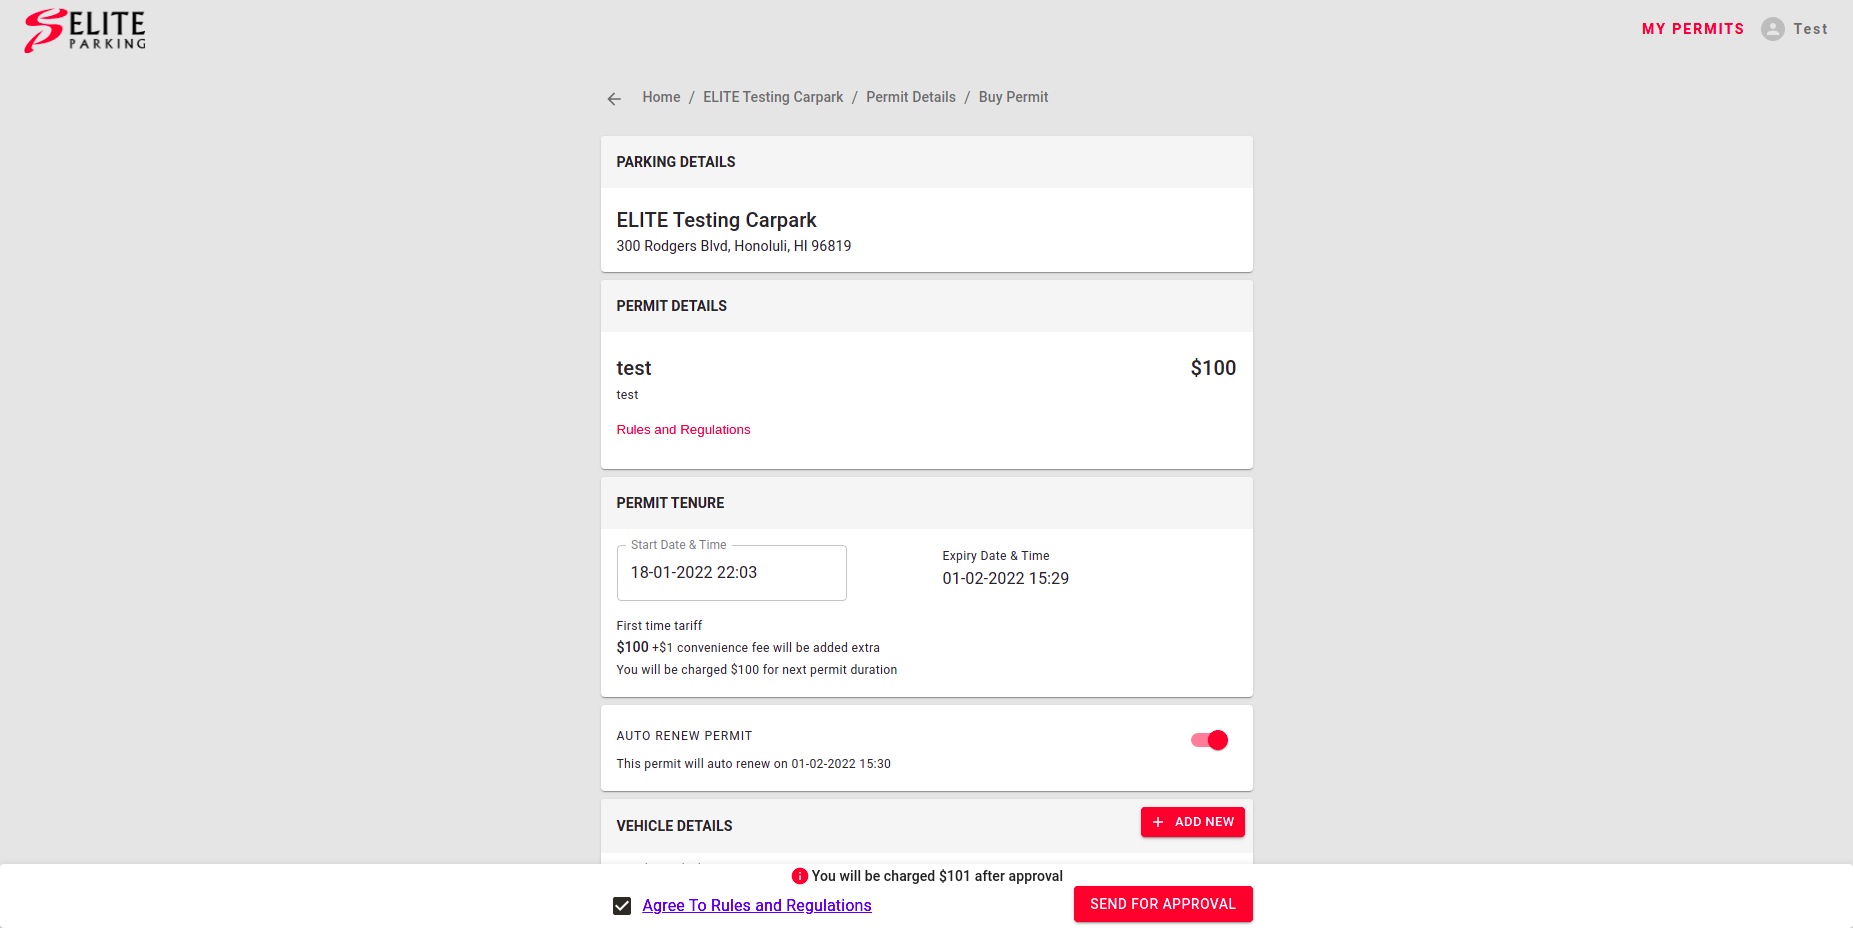 ELITE
PARKING
MY PERMITS
Test
Home / ELITE Testing Carpark / Permit Details / Buy Permit
PARKING DETAILS
ELITE Testing Carpark
300 Rodgers Blvd, Honoluli, HI 96819
PERMIT DETAILS
test
$100
test
Rules and Regulations
PERMIT TENURE
Start Date & Time
18-01-2022 22:03
Expiry Date & Time
01-02-2022 15:29
First time tariff
$100 +$1 convenience fee will be added extra
You will be charged $100 for next permit duration
AUTO RENEW PERMIT
This permit will auto renew on 01-02-2022 15:30
VEHICLE DETAILS
+ ADD NEW
You will be charged $101 after approval
Agree To Rules and Regulations
SEND FOR APPROVAL